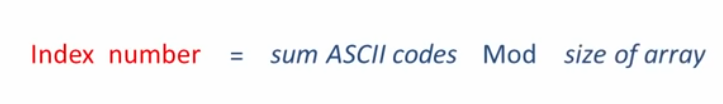 Index number = sum ASCII codes Mod size of array